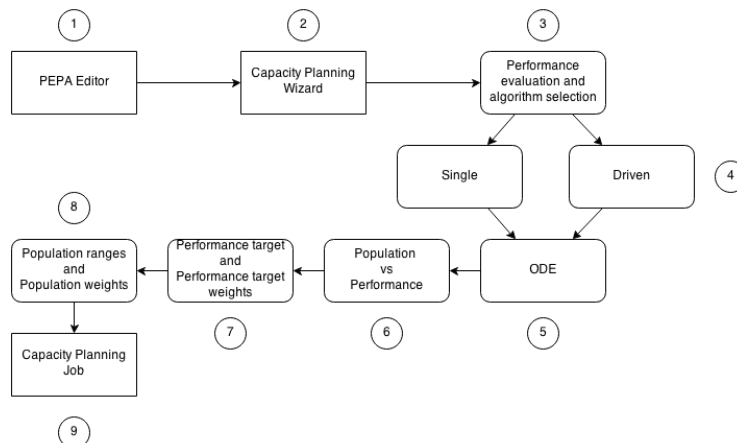 1
2
3
PEPA Editor
Capacity Planning
Wizard
Performance
evaluation and
algorithm selection
Single
Driven
4
8
Population ranges
and
Population weights
Performance target
and
Performance target
weights
Population
vs
Performance
ODE
7
6
5
Capacity Planning
Job
9